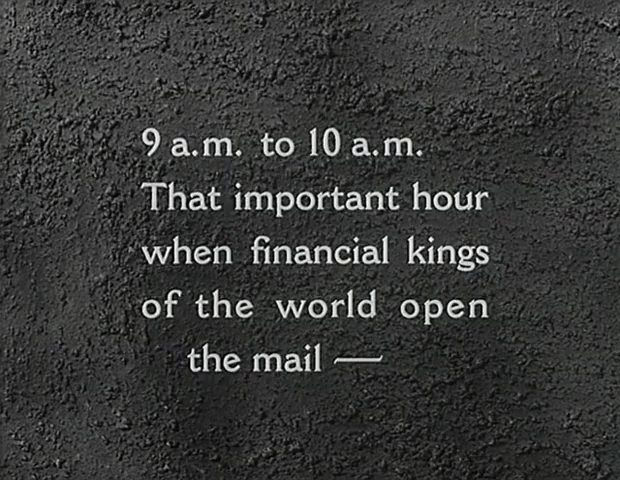 9 a.m. to 10 a.m.
That important hour
when financial kings
of the world open
the mail —